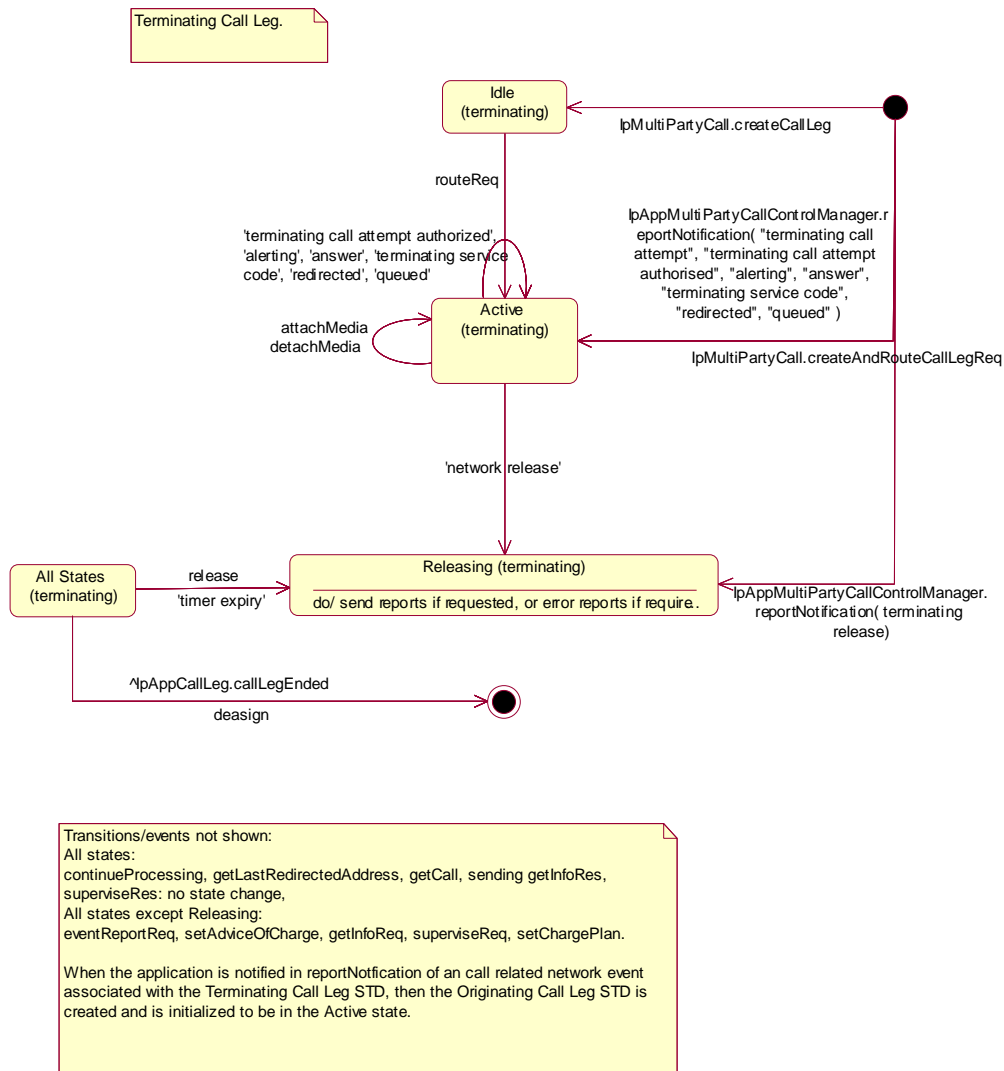 Terminating Call Leg.
Idle
(terminating)
IpMultiPartyCall.createCallLeg
routeReq
IpAppMultiPartyCallControlManager.r
eportNotification( "terminating call
attempt", "terminating call attempt
authorised", "alerting", "answer",
"terminating service code",
"redirected", "queued" )
'terminating call attempt authorized',
'alerting', 'answer', 'terminating service
code', 'redirected', 'queued'
Active
(terminating)
attachMedia
detachMedia
IpMultiPartyCall.createAndRouteCallLegReq
'network release'
All States
(terminating)
release
'timer expiry'
Releasing (terminating)
do/ send reports if requested, or error reports if require..
IpAppMultiPartyCallControlManager.
reportNotification( terminating
release)
^IpAppCallLeg.callLegEnded
deasign
Transitions/events not shown:
All states:
continueProcessing, getLastRedirectedAddress, getCall, sending getInfoRes,
superviseRes: no state change,
All states except Releasing:
eventReportReq, setAdviceOfCharge, getInfoReq, superviseReq, setChargePlan.
When the application is notified in reportNotfication of an call related network event
associated with the Terminating Call Leg STD, then the Originating Call Leg STD is
created and is initialized to be in the Active state.